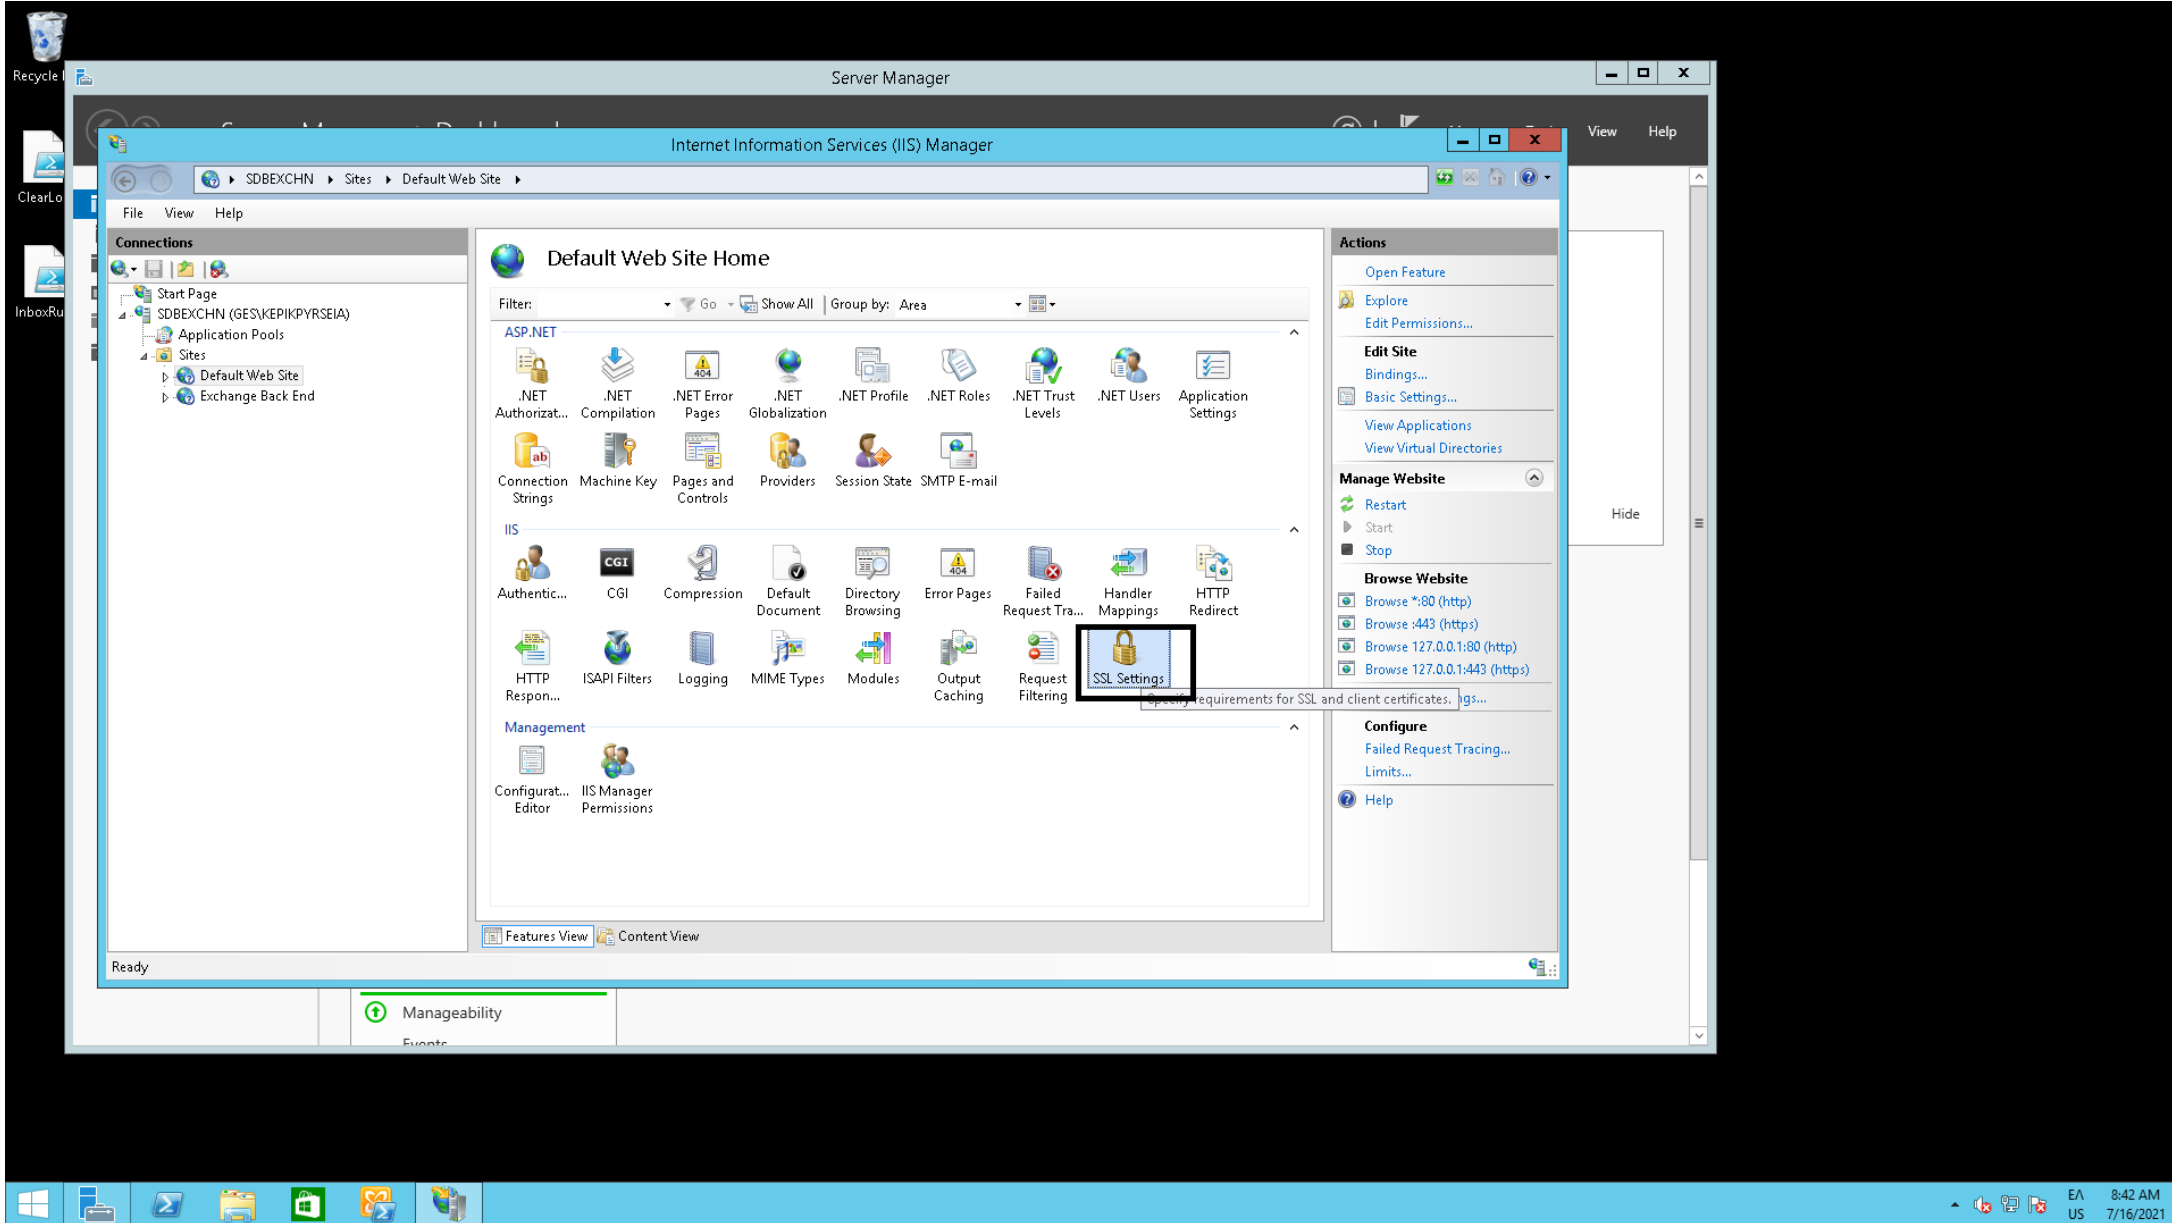 Recycle
Server Manager
View Help
ClearLo
InboxRu
Internet Information Services (IIS) Manager
SDBEXCHN Sites Default Web Site
File View Help
Connections
Start Page
SDBEXCHN (GES\KEPIKPYRSEIA)
Application Pools
Sites
Default Web Site
Exchange Back End
Default Web Site Home
Filter: Go Show All Group by: Area
ASP.NET
.NET Authorizat...
.NET Compilation
.NET Error Pages
.NET Globalization
.NET Profile
.NET Roles
.NET Trust Levels
.NET Users
Application Settings
Connection Strings
Machine Key
Pages and Controls
Providers
Session State
SMTP E-mail
IIS
Authentic...
CGI
Compression
Default Document
Directory Browsing
Error Pages
Failed Request Tra...
Handler Mappings
HTTP Redirect
HTTP Respon...
ISAPI Filters
Logging
MIME Types
Modules
Output Caching
Request Filtering
SSL Settings
Specify requirements for SSL and client certificates.
Management
Configurat... Editor
IIS Manager Permissions
Features View Content View
Ready
Actions
Open Feature
Explore
Edit Permissions...
Edit Site
Bindings...
Basic Settings...
View Applications
View Virtual Directories
Manage Website
Restart
Start
Stop
Browse Website
Browse *:80 (http)
Browse :443 (https)
Browse 127.0.0.1:80 (http)
Browse 127.0.0.1:443 (https)
Configure
Failed Request Tracing...
Limits...
Help
Hide
Manageability
Events
ΕΛ
US
8:42 AM
7/16/2021